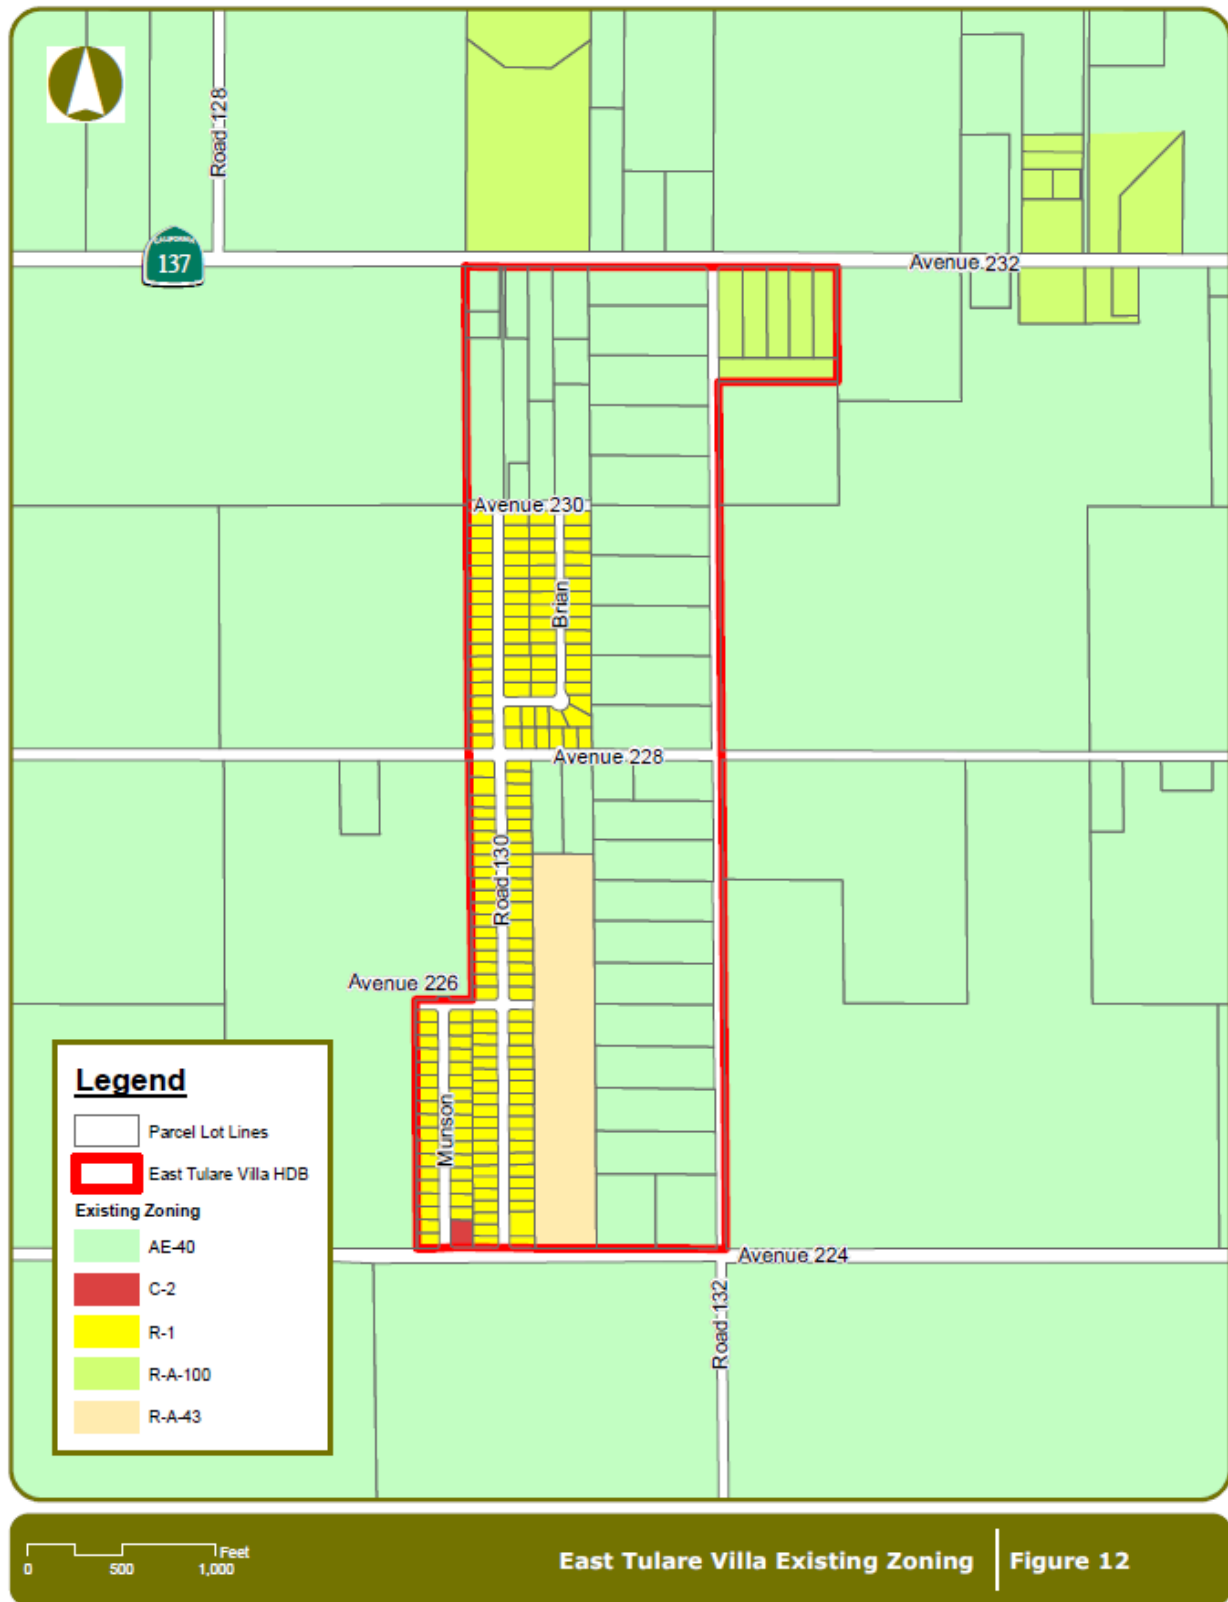 Road 128
CALIFORNIA
137
Avenue 232
Avenue 230
Brian
Avenue 228
Road 130
Avenue 226
Munson
Avenue 224
Road 132
Legend
Parcel Lot Lines
East Tulare Villa HDB
Existing Zoning
AE-40
C-2
R-1
R-A-100
R-A-43
Feet
0 500 1,000
East Tulare Villa Existing Zoning
Figure 12